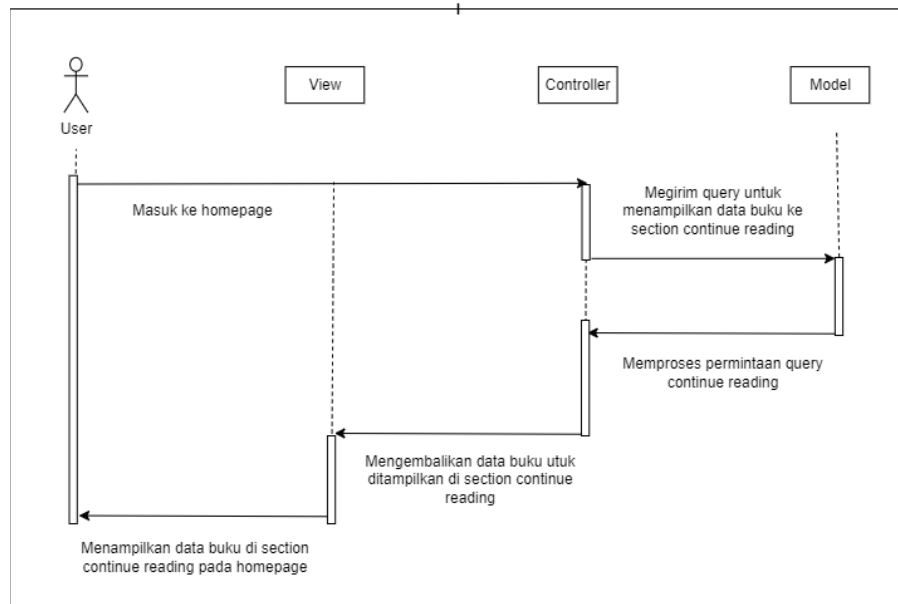 User
View
Controller
Model
Masuk ke homepage
Megirim query untuk
menampilkan data buku ke
section continue reading
Memproses permintaan query
continue reading
Mengembalikan data buku utuk
ditampilkan di section continue
reading
Menampilkan data buku di section
continue reading pada homepage